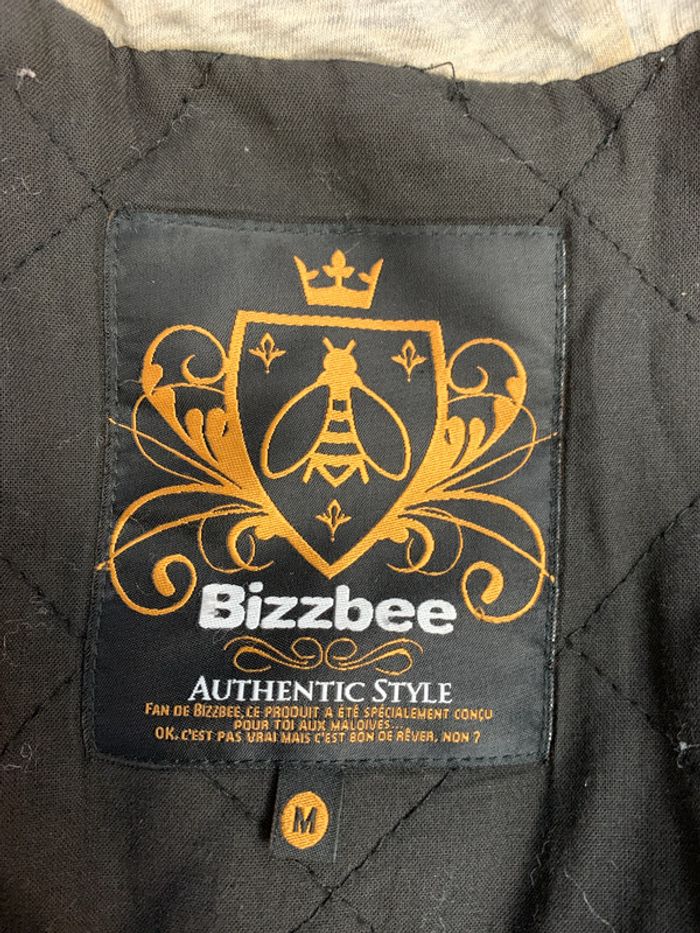 Bizzbee
AUTHENTIC STYLE
FAN DE BIZZBEE, CE PRODUIT A ÉTÉ SPÉCIALEMENT CONÇU
POUR TOI AUX MALDIVES...
OK, C'EST PAS VRAI MAIS C'EST BON DE RÊVER, NON ?
M